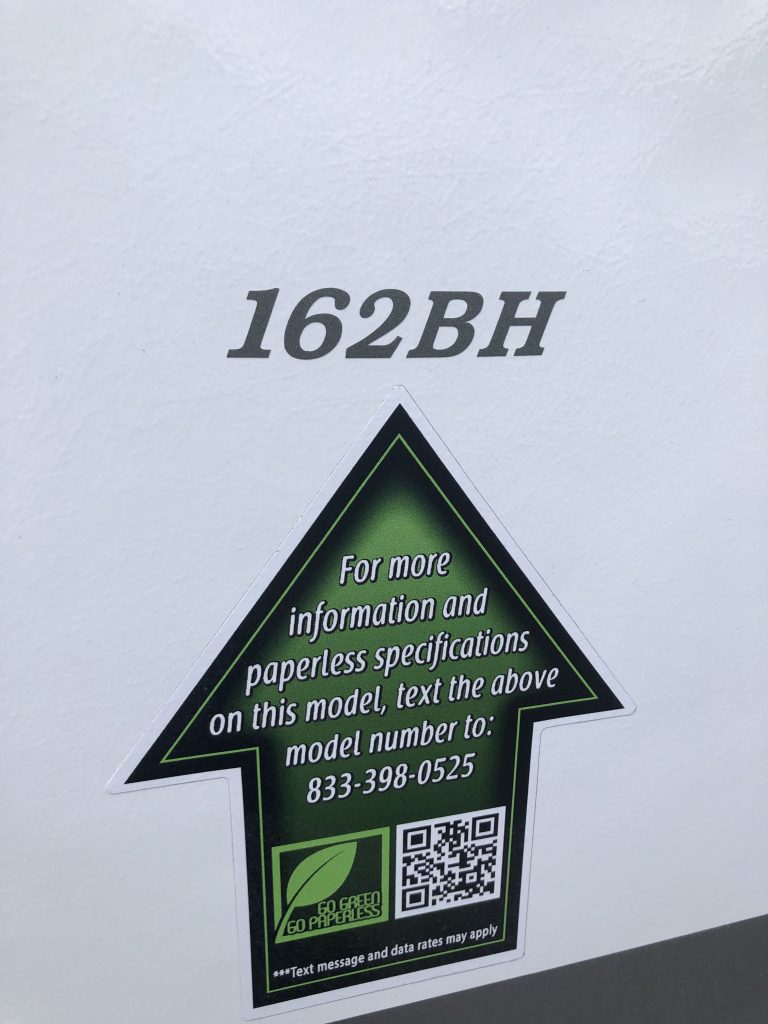 162BH
For more
information and
paperless specifications
on this model, text the above
model number to:
833-398-0525
GO GREEN
GO PAPERLESS
***Text message and data rates may apply